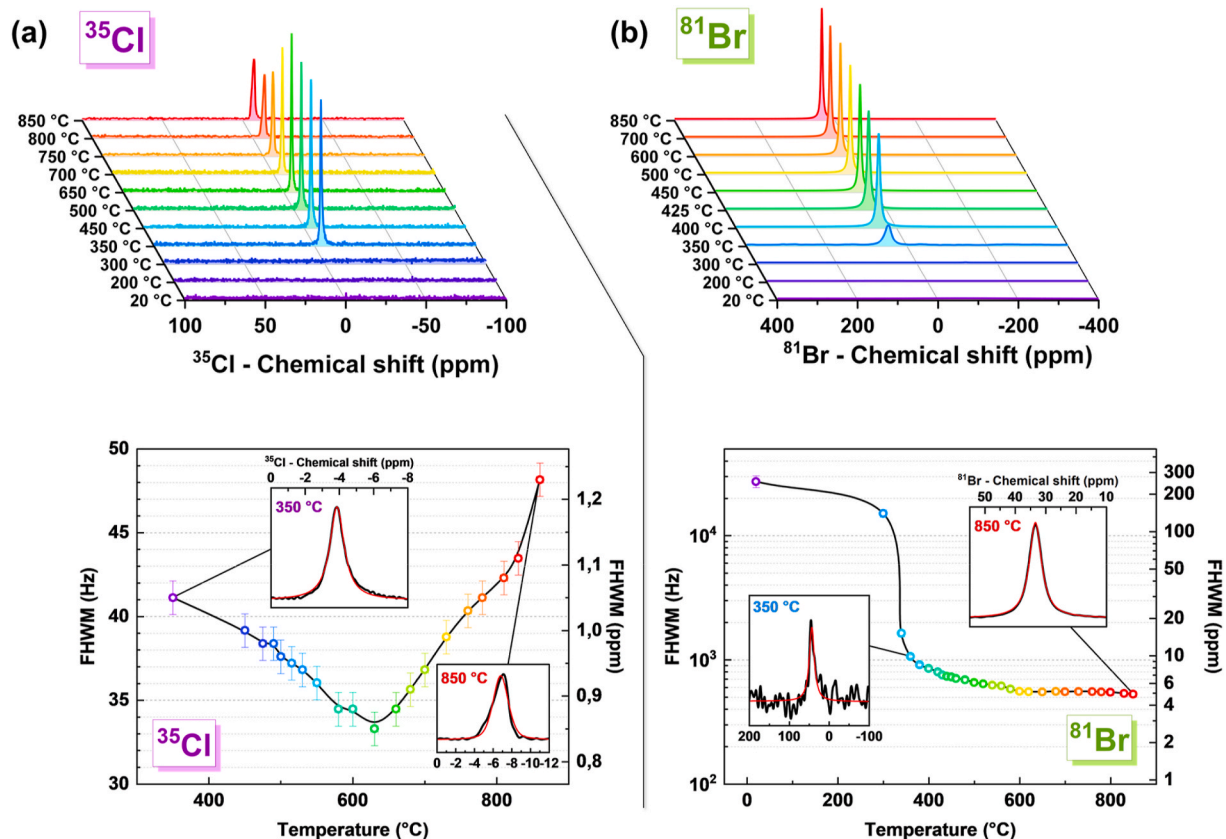 (a)
35Cl
850 °C
800 °C
750 °C
700 °C
650 °C
500 °C
450 °C
350 °C
300 °C
200 °C
20 °C
100 50 0 -50 -100
35Cl - Chemical shift (ppm)
(b)
81Br
850 °C
700 °C
600 °C
500 °C
450 °C
425 °C
400 °C
350 °C
300 °C
200 °C
20 °C
400 200 0 -200 -400
81Br - Chemical shift (ppm)
50
45
40
35
30
FHWM (Hz)
35Cl - Chemical shift (ppm)
0 -2 -4 -6 -8
350 °C
850 °C
0 -2 -4 -6 -8 -10 -12
35Cl
1,2
1,1
1,0
0,9
0,8
FHWM (ppm)
400 600 800
Temperature (°C)
104
103
102
FHWM (Hz)
81Br - Chemical shift (ppm)
50 40 30 20 10
850 °C
350 °C
200 100 0 -100
81Br
300
200
100
50
20
10
8
6
5
4
2
1
FHWM (ppm)
0 200 400 600 800
Temperature (°C)